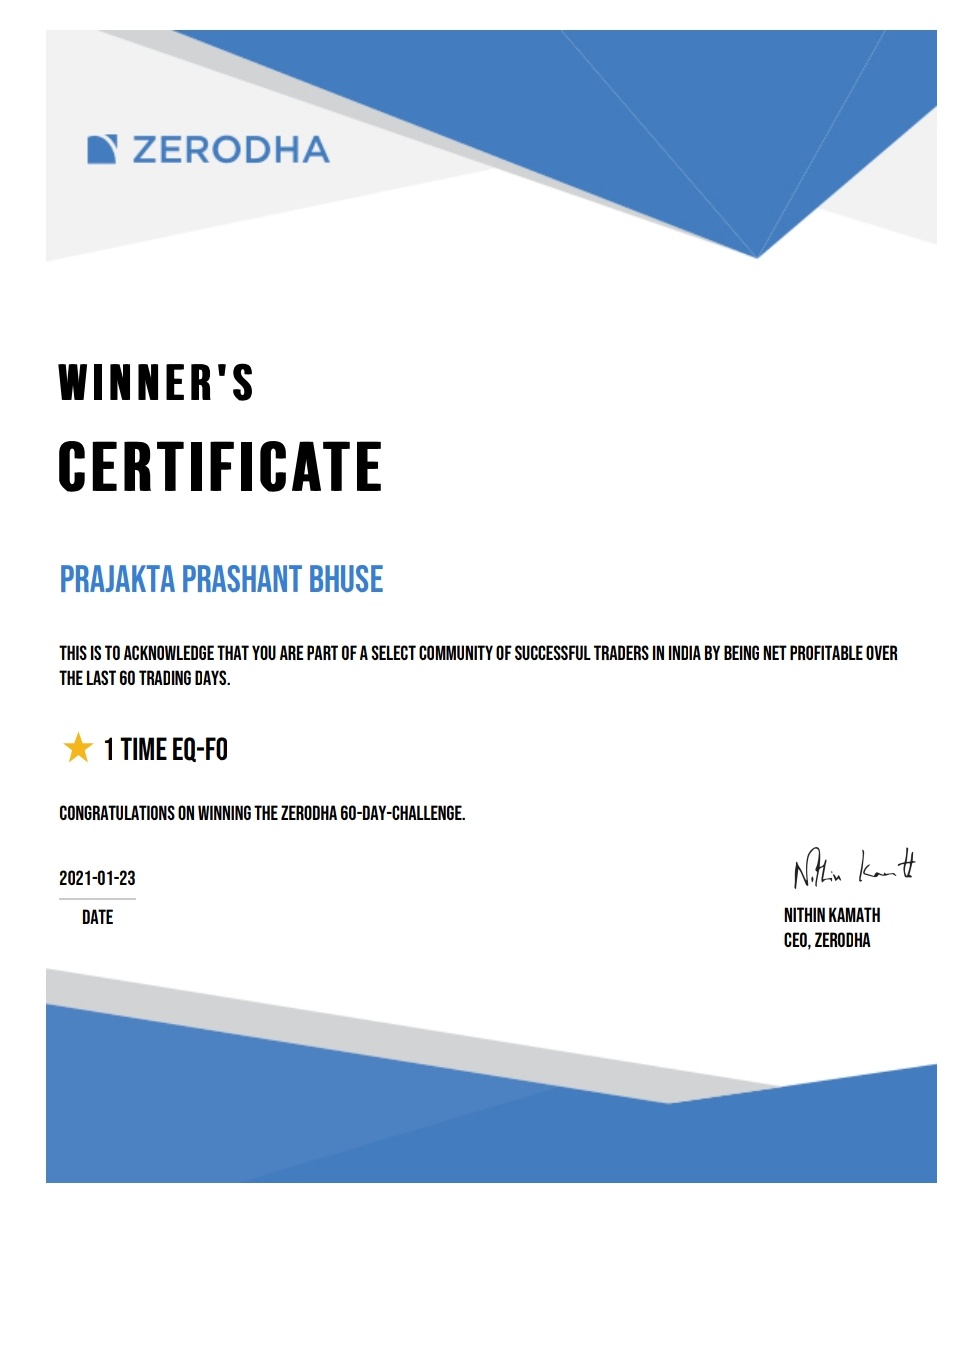 ZERODHA
WINNER'S
CERTIFICATE
PRAJAKTA PRASHANT BHUSE
THIS IS TO ACKNOWLEDGE THAT YOU ARE PART OF A SELECT COMMUNITY OF SUCCESSFUL TRADERS IN INDIA BY BEING NET PROFITABLE OVER
THE LAST 60 TRADING DAYS.
1 TIME EQ-FO
CONGRATULATIONS ON WINNING THE ZERODHA 60-DAY-CHALLENGE.
2021-01-23
DATE
Nithin Kamath
NITHIN KAMATH
CEO, ZERODHA